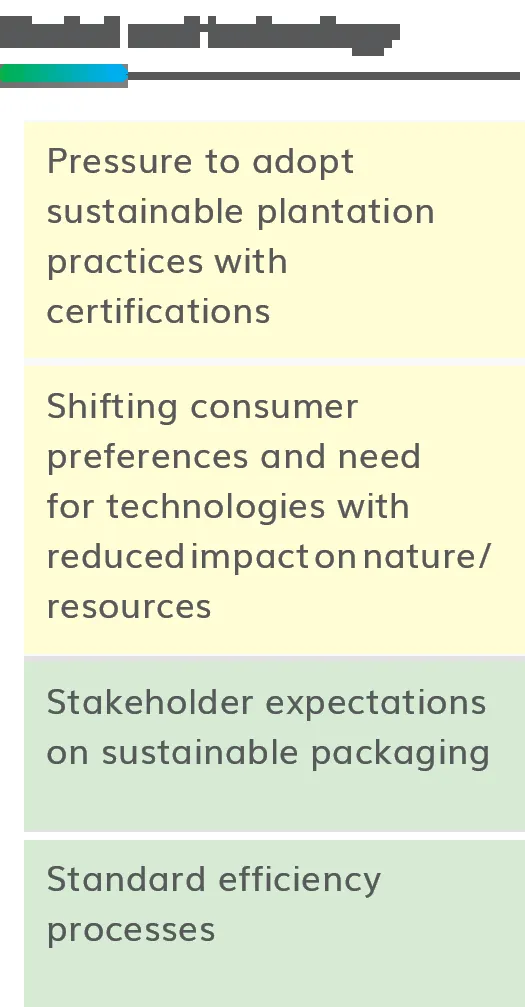 Pressure to adopt
sustainable plantation
practices with
certifications
Shifting consumer
preferences and need
for technologies with
reduced impact on nature/
resources
Stakeholder expectations
on sustainable packaging
Standard efficiency
processes